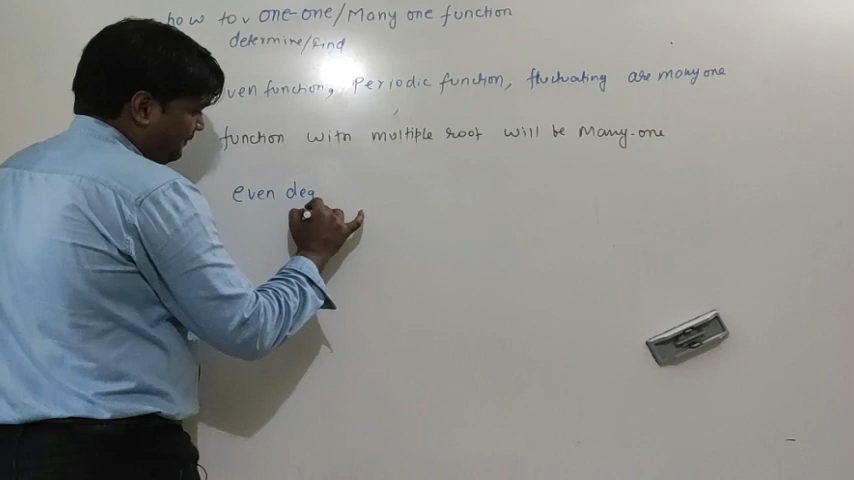 how to one-one/Many one function
determine/find
ven function, Periodic function, fluctuating are many one
function with multiple root will be Many-one
even deg